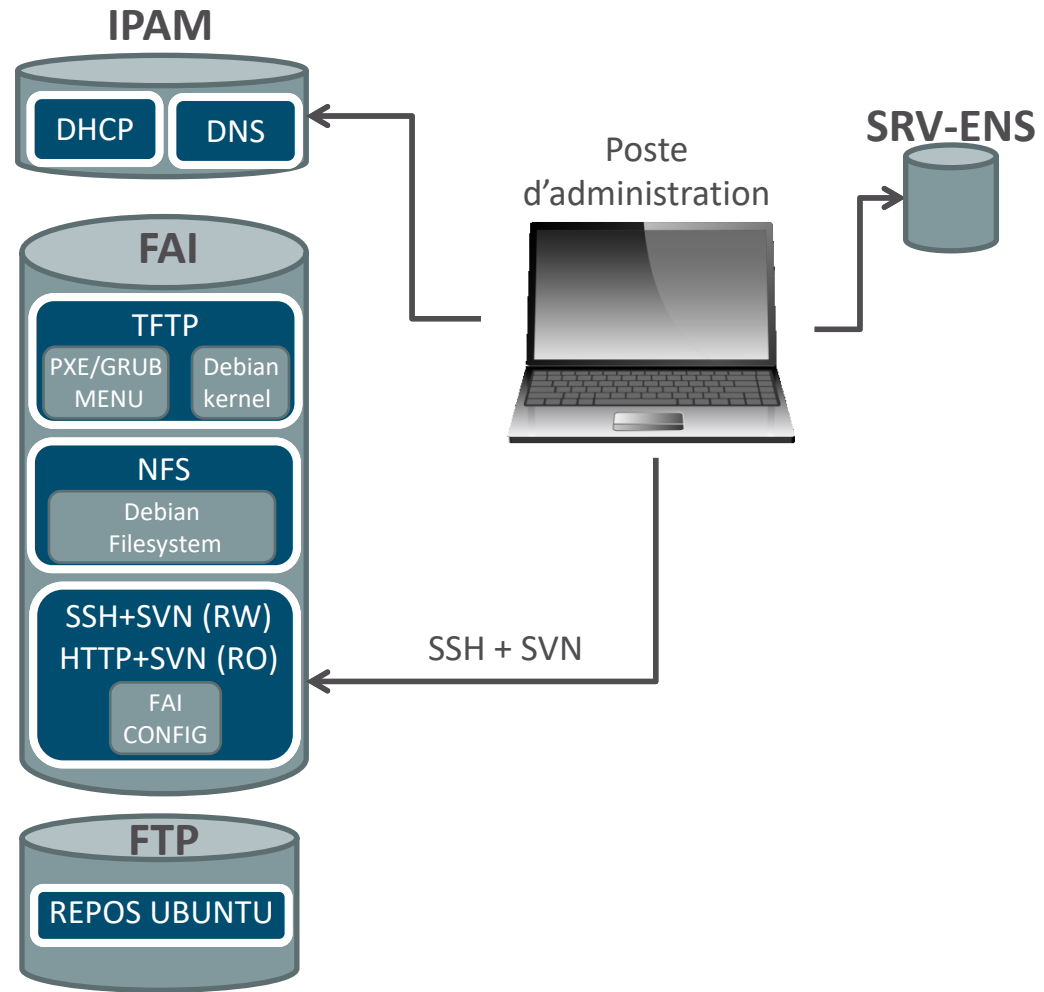 IPAM
DHCP
DNS
SRV-ENS
Poste
d’administration
FAI
TFTP
PXE/GRUB
MENU
Debian
kernel
NFS
Debian
Filesystem
SSH+SVN (RW)
HTTP+SVN (RO)
FAI
CONFIG
SSH + SVN
FTP
REPOS UBUNTU